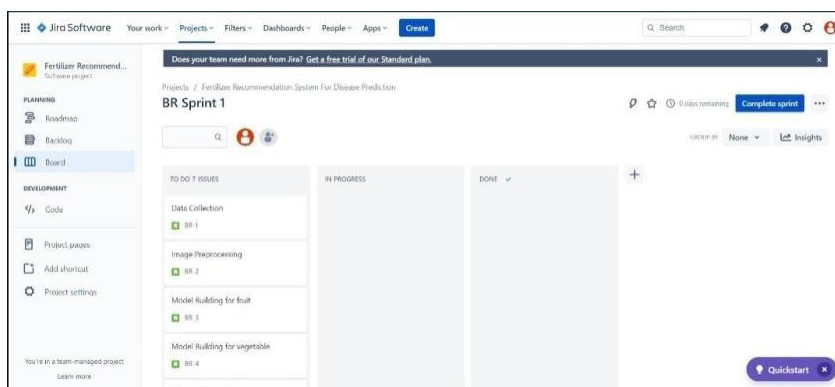 Jira Software Your work Projects Filters Dashboards People Apps Create Search
Does your team need more from Jira? Get a free trial of our Standard plan.
Fertilizer Recommend...
Software project
PLANNING
Roadmap
Backlog
Board
DEVELOPMENT
Code
Project pages
Add shortcut
Project settings
You're in a team-managed project
Learn more
Projects / Fertilizer Recommendation System For Disease Prediction
BR Sprint 1
0 days remaining Complete sprint
GROUP BY None Insights
TO DO 7 ISSUES
Data Collection
BR-1
Image Preprocessing
BR-2
Model Building for fruit
BR-3
Model Building for vegetable
BR-4
IN PROGRESS
DONE
Quickstart